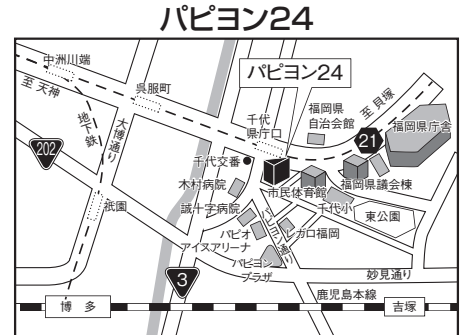 パピヨン24
中洲川端
至 天神
呉服町
パピヨン24
地下鉄
大博通り
千代
県庁口
福岡県
自治会館
至 貝塚
21
福岡県庁舎
202
千代交番
木村病院
市民体育館
福岡県議会棟
誠十字病院
千代小
東公園
祇園
パピヨン通り
パピオ
アイスアリーナ
レガロ福岡
パピヨン
プラザ
妙見通り
3
鹿児島本線
博多
吉塚